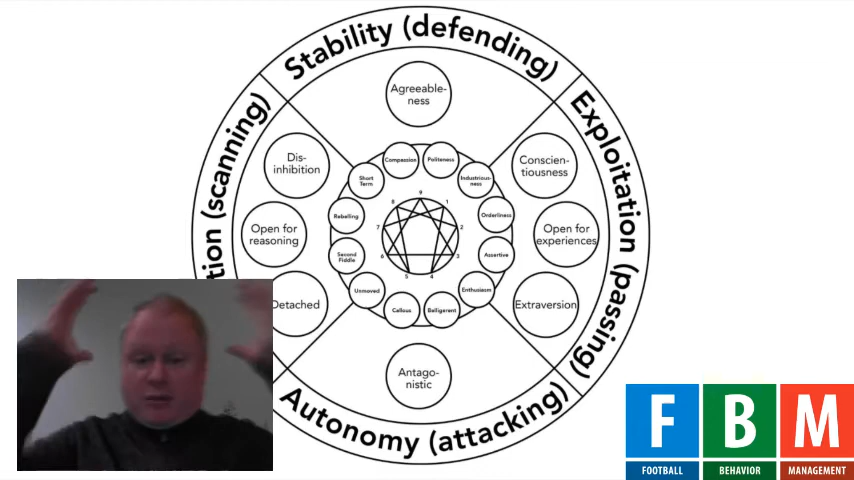 Stability (defending)
Agreeable-
ness
Dis-
inhibition
Conscien-
tiousness
Compassion
Politeness
Short
Term
Industrious-
ness
9
8
1
Rebelling
Orderliness
7
2
Open for
reasoning
Open for
experiences
tion (scanning)
Exploitation (passing)
Second
Fiddle
Assertive
6
3
5
4
Unmoved
Enthusiasm
Detached
Extraversion
Callous
Belligerent
Antago-
nistic
Autonomy (attacking)
F B M
FOOTBALL BEHAVIOR MANAGEMENT